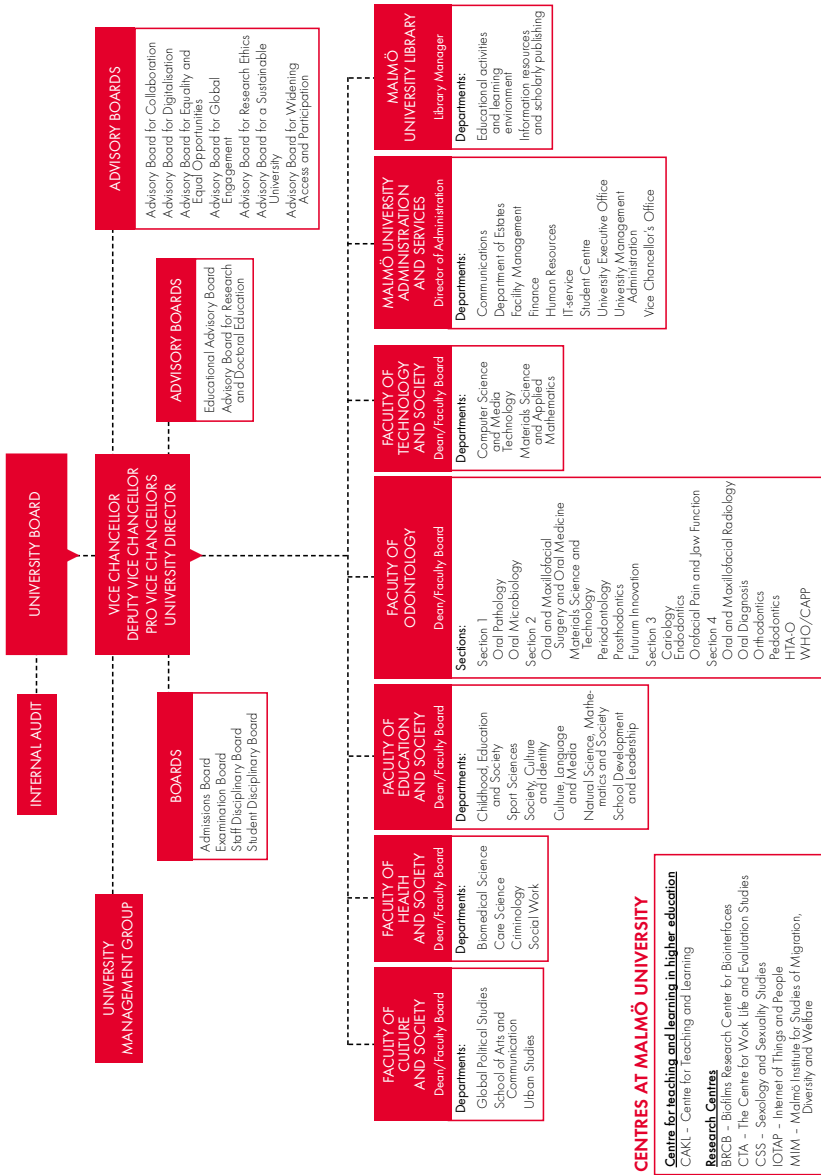 UNIVERSITY BOARD
INTERNAL AUDIT
VICE CHANCELLOR
DEPUTY VICE CHANCELLOR
PRO VICE CHANCELLORS
UNIVERSITY DIRECTOR
UNIVERSITY
MANAGEMENT GROUP
BOARDS
Admissions Board
Examination Board
Staff Disciplinary Board
Student Disciplinary Board
ADVISORY BOARDS
Educational Advisory Board
Advisory Board for Research
and Doctoral Education
ADVISORY BOARDS
Advisory Board for Collaboration
Advisory Board for Digitalisation
Advisory Board for Equality and
Equal Opportunities
Advisory Board for Global
Engagement
Advisory Board for Research Ethics
Advisory Board for a Sustainable
University
Advisory Board for Widening
Access and Participation
FACULTY OF
CULTURE
AND SOCIETY
Dean/Faculty Board
Departments:
Global Political Studies
School of Arts and
Communication
Urban Studies
FACULTY OF
HEALTH
AND SOCIETY
Dean/Faculty Board
Departments:
Biomedical Science
Care Science
Criminology
Social Work
FACULTY OF
EDUCATION
AND SOCIETY
Dean/Faculty Board
Departments:
Childhood, Education
and Society
Sport Sciences
Society, Culture
and Identity
Culture, Language
and Media
Natural Science, Mathe-
matics and Society
School Development
and Leadership
FACULTY OF
ODONTOLOGY
Dean/Faculty Board
Sections:
Section 1
Oral Pathology
Oral Microbiology
Section 2
Oral and Maxillofacial
Surgery and Oral Medicine
Materials Science and
Technology
Periodontology
Prosthodontics
Futurum Innovation
Section 3
Cariology
Endodontics
Orofacial Pain and Jaw Function
Section 4
Oral and Maxillofacial Radiology
Oral Diagnosis
Orthodontics
Pedodontics
HTA-O
WHO/CAPP
FACULTY OF
TECHNOLOGY
AND SOCIETY
Dean/Faculty Board
Departments:
Computer Science
and Media
Technology
Materials Science
and Applied
Mathematics
MALMÖ UNIVERSITY
ADMINISTRATION
AND SERVICES
Director of Administration
Departments:
Communications
Department of Estates
Facility Management
Finance
Human Resources
IT-service
Student Centre
University Executive Office
University Management
Administration
Vice Chancellor's Office
MALMÖ
UNIVERSITY LIBRARY
Library Manager
Departments:
Educational activities
and learning
environment
Information resources
and scholarly publishing
CENTRES AT MALMÖ UNIVERSITY
Centre for teaching and learning in higher education
CAKL – Centre for Teaching and Learning
Research Centres
BRCB – Biofilms Research Center for Biointerfaces
CTA – The Centre for Work Life and Evalutation Studies
CSS – Sexology and Sexuality Studies
IOTAP – Internet of Things and People
MIM – Malmö Institute for Studies of Migration,
Diversity and Welfare